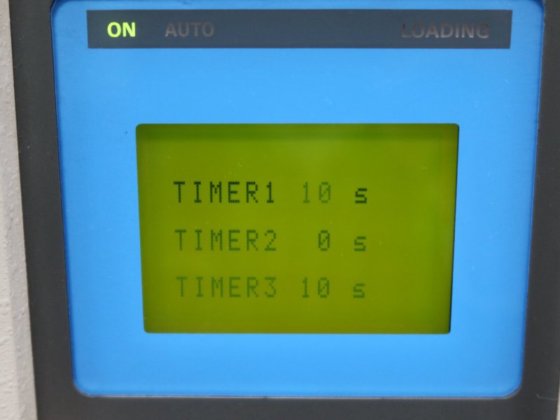 ON AUTO LOADING
TIMER1 10 s
TIMER2 0 s
TIMER3 10 s